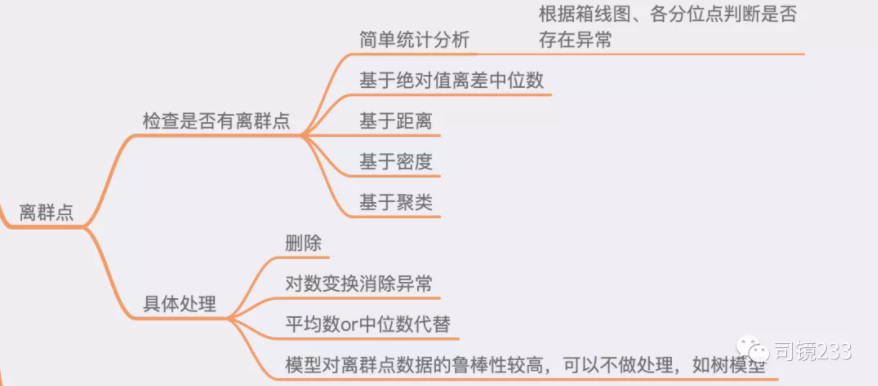 根据箱线图、各分位点判断是否
存在异常
简单统计分析
基于绝对值离差中位数
检查是否有离群点
基于距离
基于密度
基于聚类
离群点
删除
具体处理
对数变换消除异常
平均数or中位数代替
模型对离群点数据的鲁棒性较高，可以不做处理，如树模型
司镜233